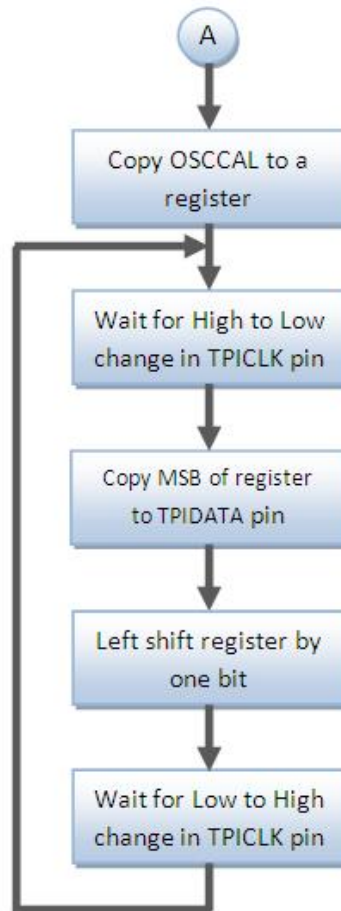 A
Copy OSCCAL to a
register
Wait for High to Low
change in TPICLK pin
Copy MSB of register
to TPIDATA pin
Left shift register by
one bit
Wait for Low to High
change in TPICLK pin